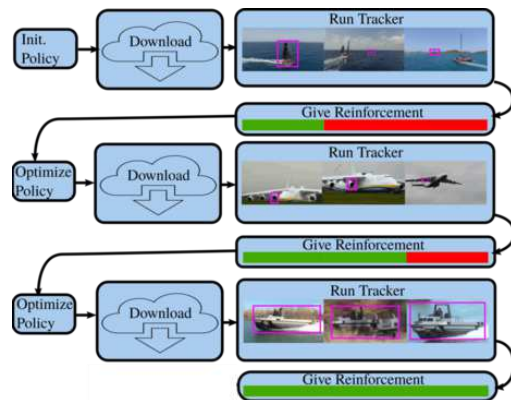 Init.
Policy
Download
Run Tracker
Give Reinforcement
Optimize
Policy
Download
Run Tracker
Give Reinforcement
Optimize
Policy
Download
Run Tracker
Give Reinforcement